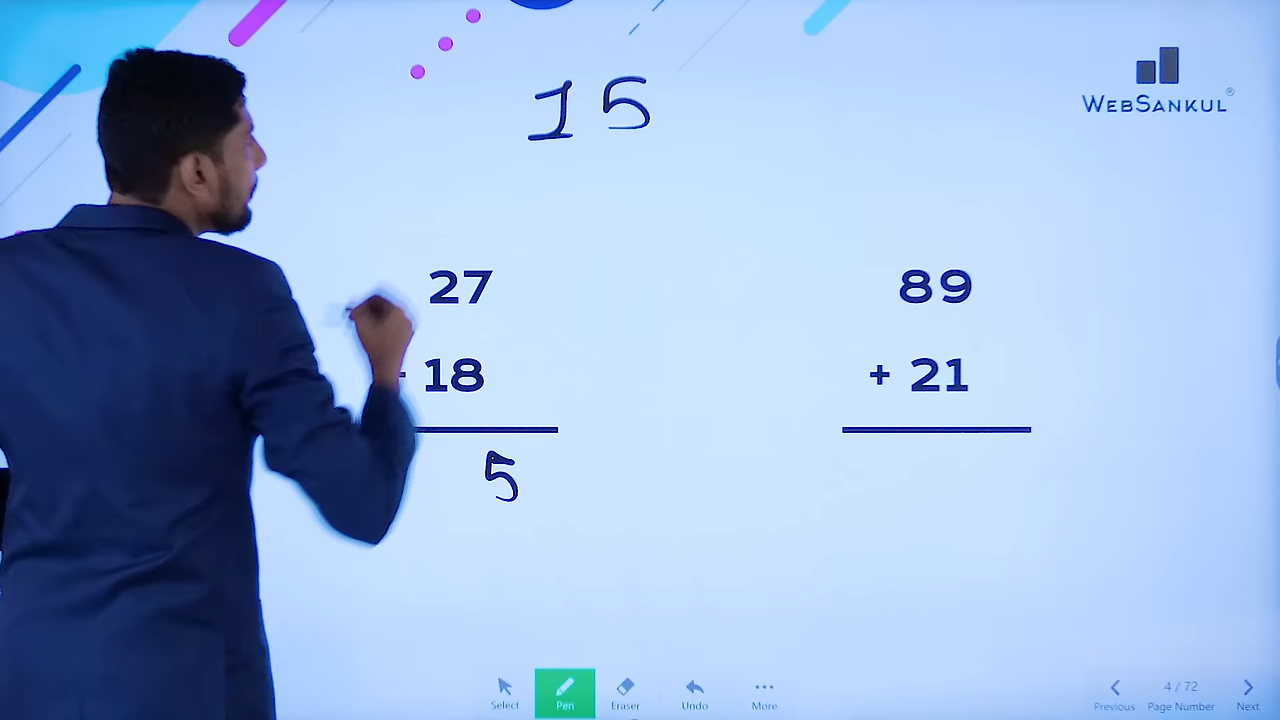 15
WEBSANKUL®
27
89
18
+ 21
5
Select Pen Eraser Undo More
4 / 72
Previous Page Number Next